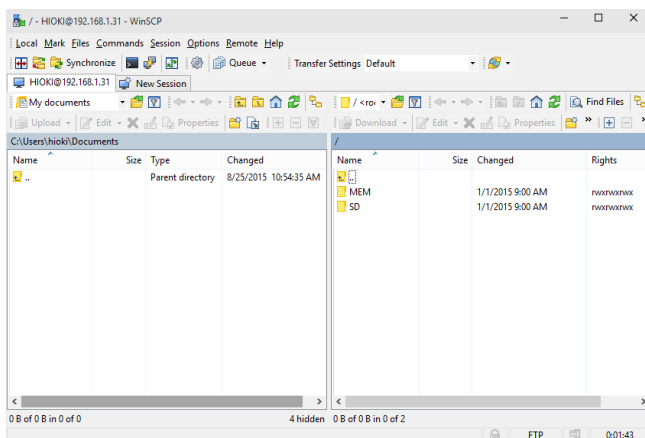 / - HIOKI@192.168.1.31 - WinSCP
Local Mark Files Commands Session Options Remote Help
Synchronize Queue Transfer Settings Default
HIOKI@192.168.1.31 New Session
My documents / <ro Find Files
Upload Edit Properties Download Edit Properties »
C:\Users\hioki\Documents /
Name Size Type Changed Name Size Changed Rights
.. Parent directory 8/25/2015 10:54:35 AM ..
MEM 1/1/2015 9:00 AM rwxrwxrwx
SD 1/1/2015 9:00 AM rwxrwxrwx
0 B of 0 B in 0 of 0 4 hidden 0 B of 0 B in 0 of 2
FTP 0:01:43